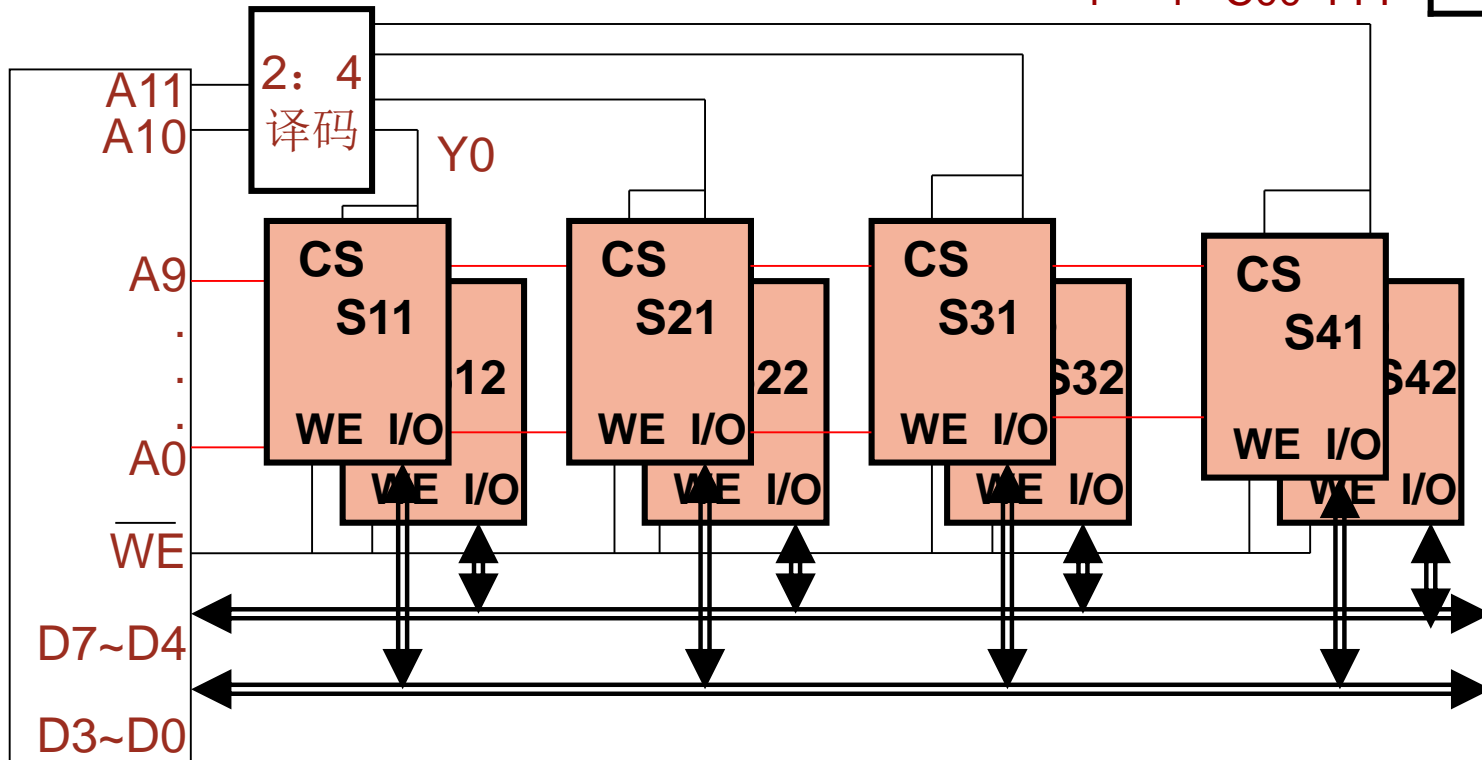 2：4
译码
A11
A10
Y0
A9
.
.
.
A0
WE
D7~D4
D3~D0
CS
S11
WE I/O
12
WE I/O
CS
S21
WE I/O
22
WE I/O
CS
S31
WE I/O
S32
WE I/O
CS
S41
WE I/O
S42
WE I/O